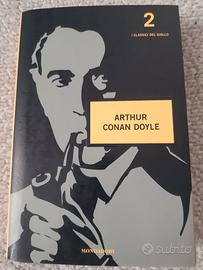 2
I CLASSICI DEL GIALLO
ARTHUR
CONAN DOYLE
MONDADORI
subito